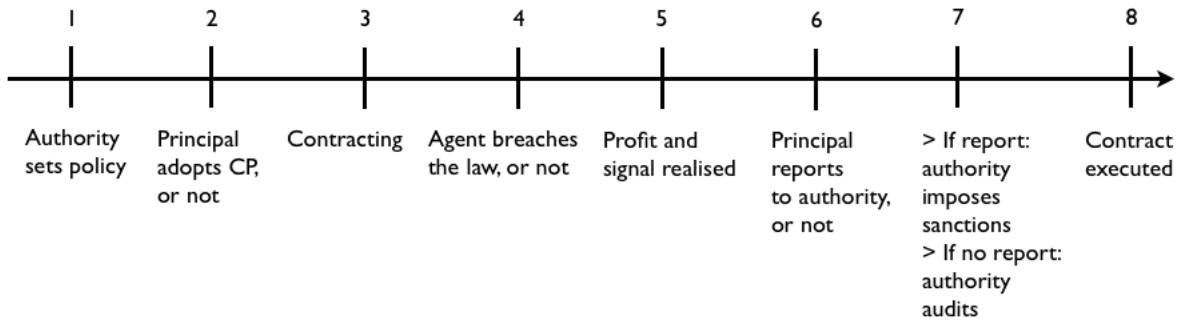 1
2
3
4
5
6
7
8
Authority
sets policy
Principal
adopts CP,
or not
Contracting
Agent breaches
the law, or not
Profit and
signal realised
Principal
reports
to authority,
or not
> If report:
authority
imposes
sanctions
> If no report:
authority
audits
Contract
executed